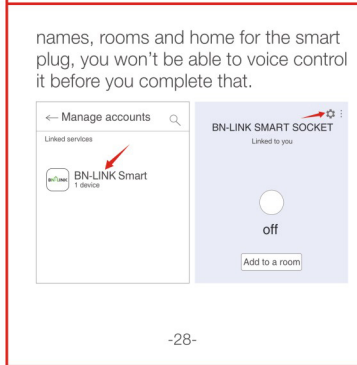 names, rooms and home for the smart
plug, you won't be able to voice control
it before you complete that.
← Manage accounts
Linked services
BN-LINK
BN-LINK Smart
1 device
BN-LINK SMART SOCKET
Linked to you
off
Add to a room
-28-